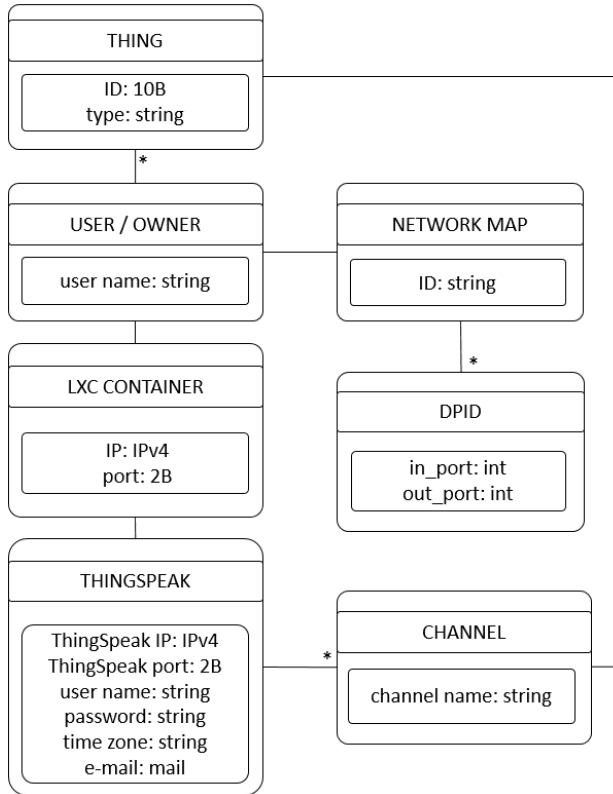 THING
ID: 10B
type: string
*
USER / OWNER
user name: string
NETWORK MAP
ID: string
*
LXC CONTAINER
IP: IPv4
port: 2B
DPID
in_port: int
out_port: int
THINGSPEAK
ThingSpeak IP: IPv4
ThingSpeak port: 2B
user name: string
password: string
time zone: string
e-mail: mail
*
CHANNEL
channel name: string